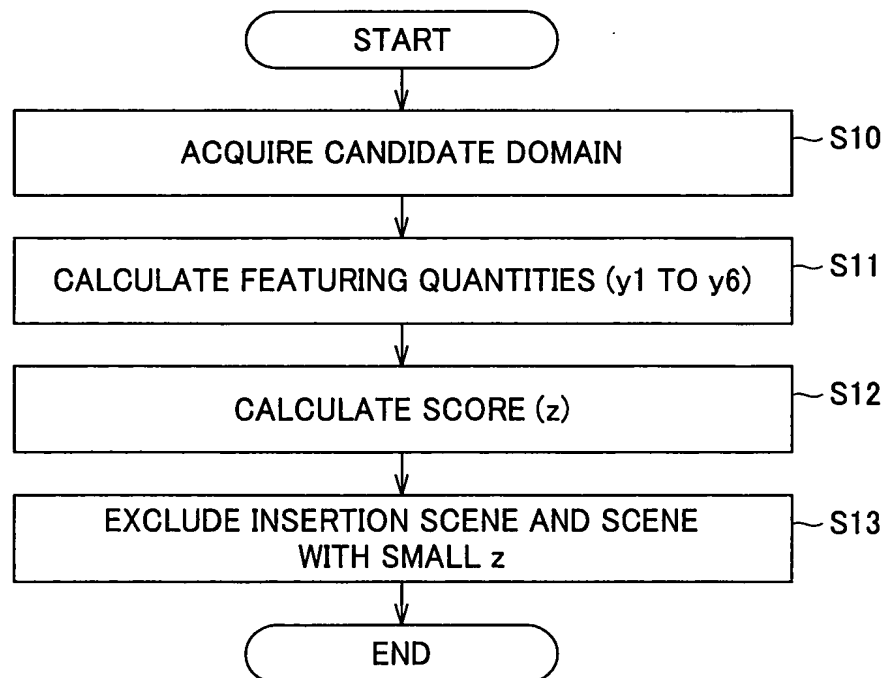 START
ACQUIRE CANDIDATE DOMAIN
S10
CALCULATE FEATURING QUANTITIES (y1 TO y6)
S11
CALCULATE SCORE (z)
S12
EXCLUDE INSERTION SCENE AND SCENE
WITH SMALL z
S13
END